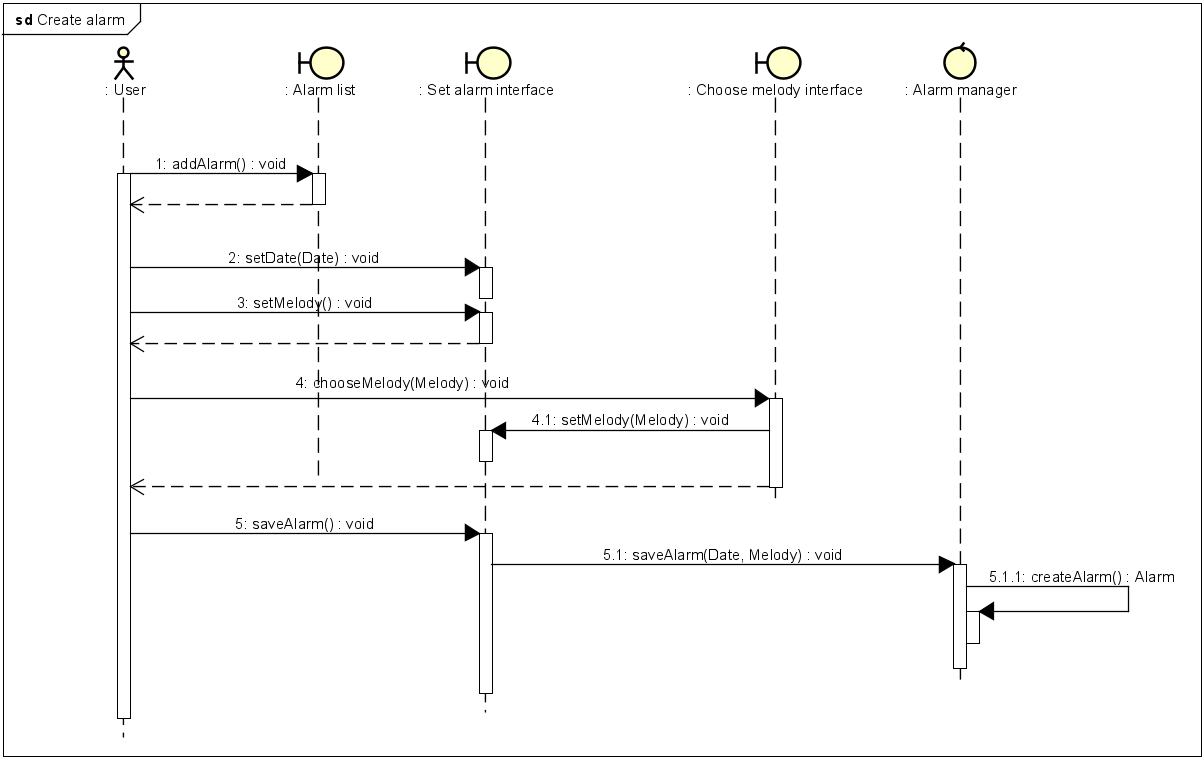 sd Create alarm
: User
: Alarm list
: Set alarm interface
: Choose melody interface
: Alarm manager
1: addAlarm() : void
2: setDate(Date) : void
3: setMelody() : void
4: chooseMelody(Melody) : void
4.1: setMelody(Melody) : void
5: saveAlarm() : void
5.1: saveAlarm(Date, Melody) : void
5.1.1: createAlarm() : Alarm